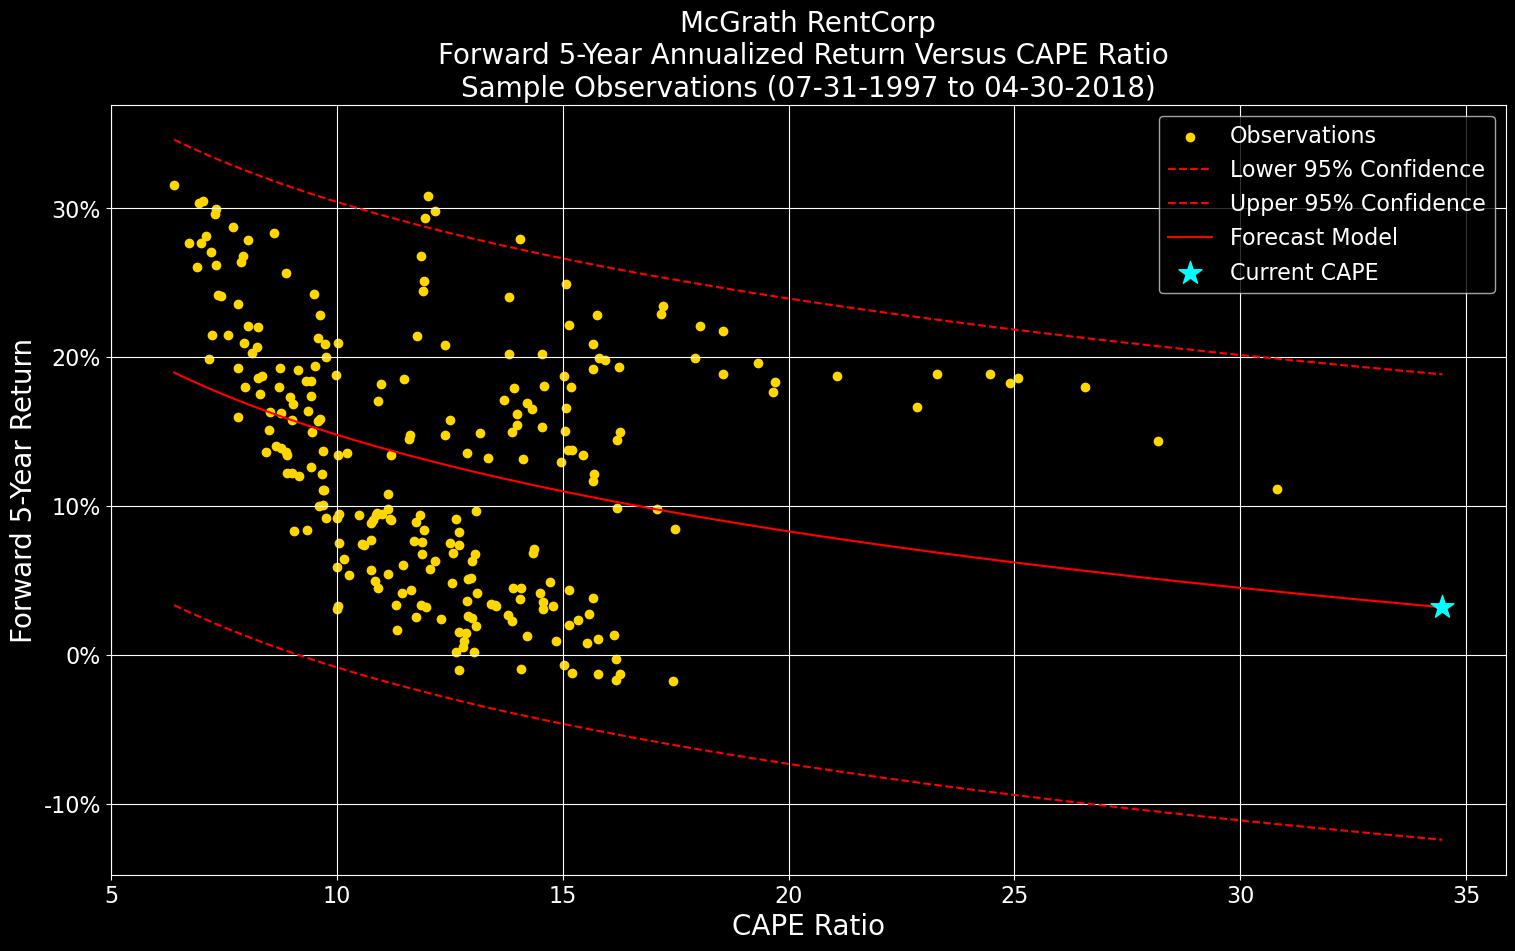 McGrath RentCorp
Forward 5-Year Annualized Return Versus CAPE Ratio
Sample Observations (07-31-1997 to 04-30-2018)
Observations
Lower 95% Confidence
Upper 95% Confidence
Forecast Model
Current CAPE
Forward 5-Year Return
30%
20%
10%
0%
-10%
5 10 15 20 25 30 35
CAPE Ratio